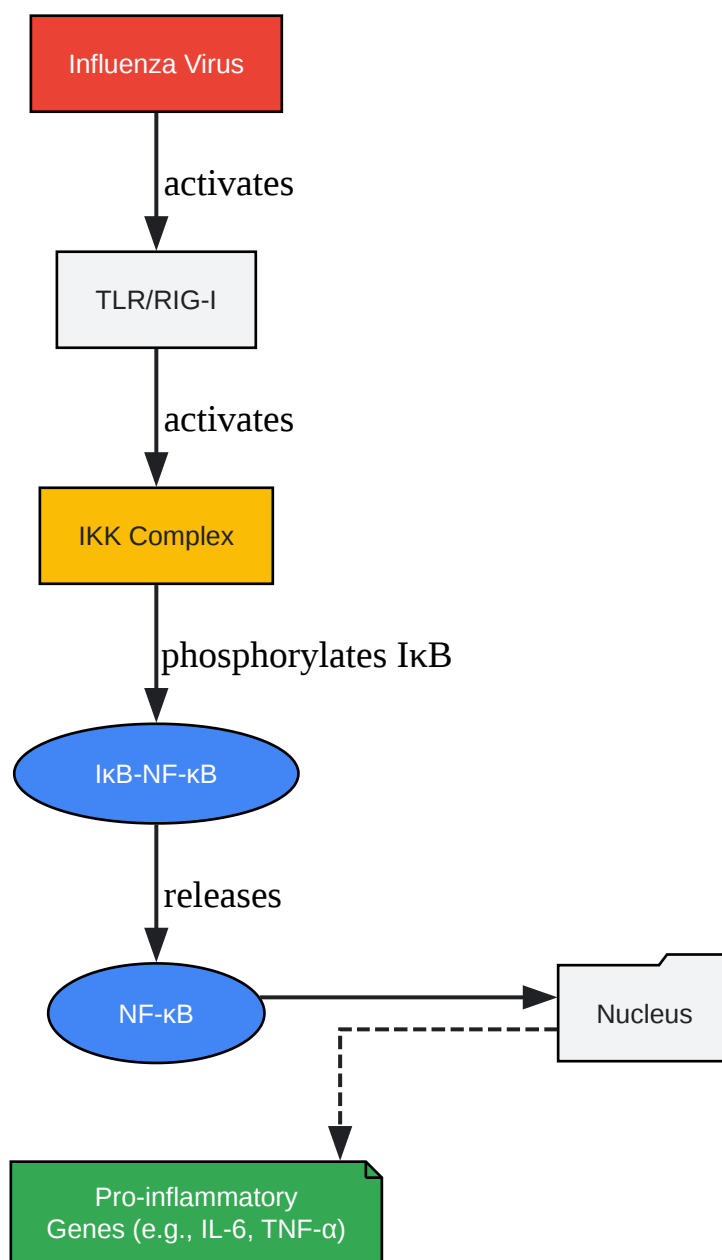 Influenza Virus
activates
TLR/RIG-I
activates
IKK Complex
phosphorylates IκB
IκB-NF-κB
releases
NF-κB
Nucleus
Pro-inflammatory
Genes (e.g., IL-6, TNF-α)